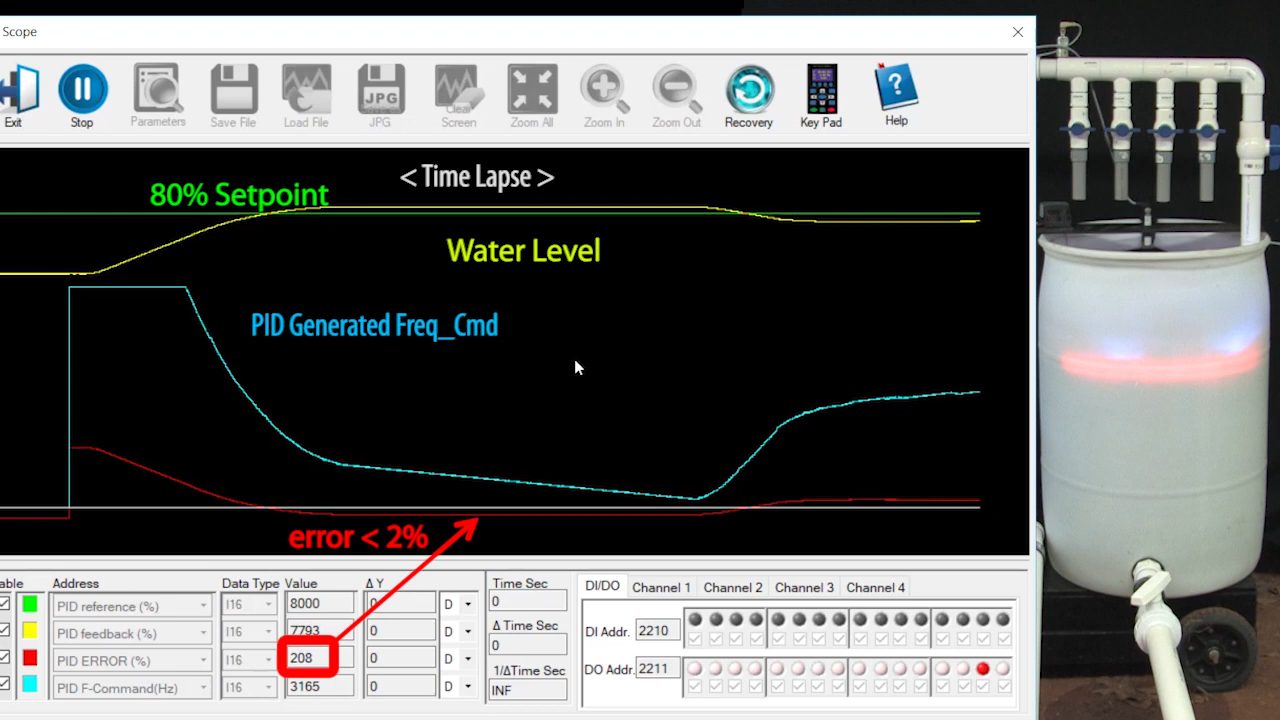 Scope
Exit
Stop
Parameters
Save File
Load File
JPG
JPG
Clear
Screen
Zoom All
Zoom In
Zoom Out
Recovery
Key Pad
?
Help
< Time Lapse >
80% Setpoint
Water Level
PID Generated Freq_Cmd
error < 2%
able Address Data Type Value Δ Y
PID reference (%) I16 8000 0 D
PID feedback (%) I16 7793 0 D
PID ERROR (%) I16 208 0 D
PID F-Command(Hz) I16 3165 0 D
Time Sec
0
Δ Time Sec
0
1/ΔTime Sec
INF
DI/DO Channel 1 Channel 2 Channel 3 Channel 4
DI Addr. 2210
DO Addr. 2211